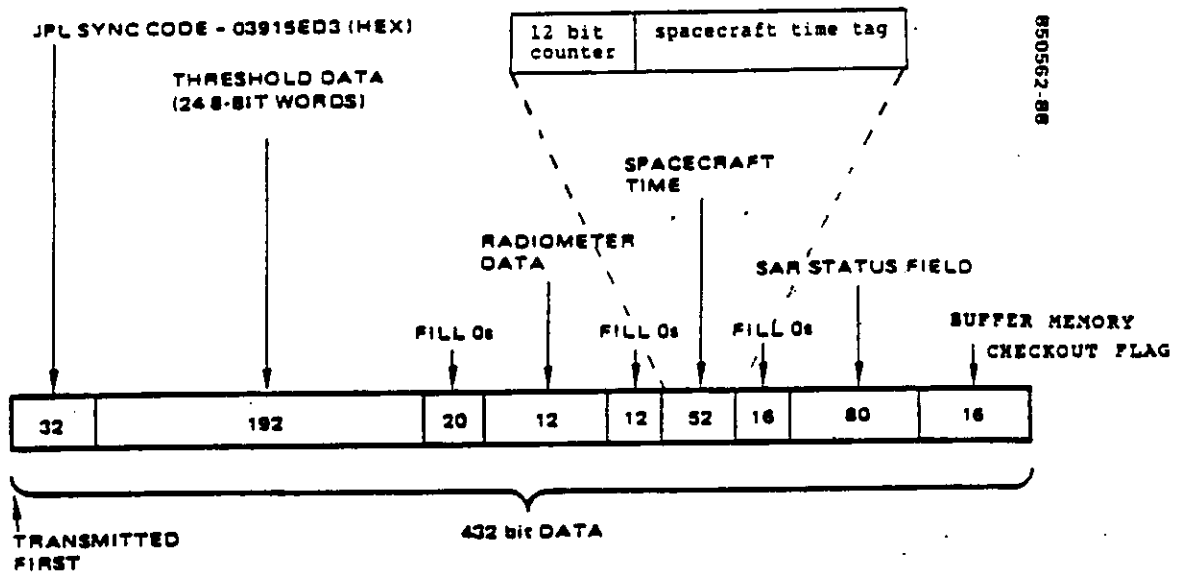 JPL SYNC CODE - 03915ED3 (HEX)
12 bit
counter
spacecraft time tag
850562-88
THRESHOLD DATA
(24 8-BIT WORDS)
SPACECRAFT
TIME
RADIOMETER
DATA
SAR STATUS FIELD
FILL 0s
FILL 0s
FILL 0s
BUFFER MEMORY
CHECKOUT FLAG
32
192
20
12
12
52
16
80
16
432 bit DATA
TRANSMITTED
FIRST